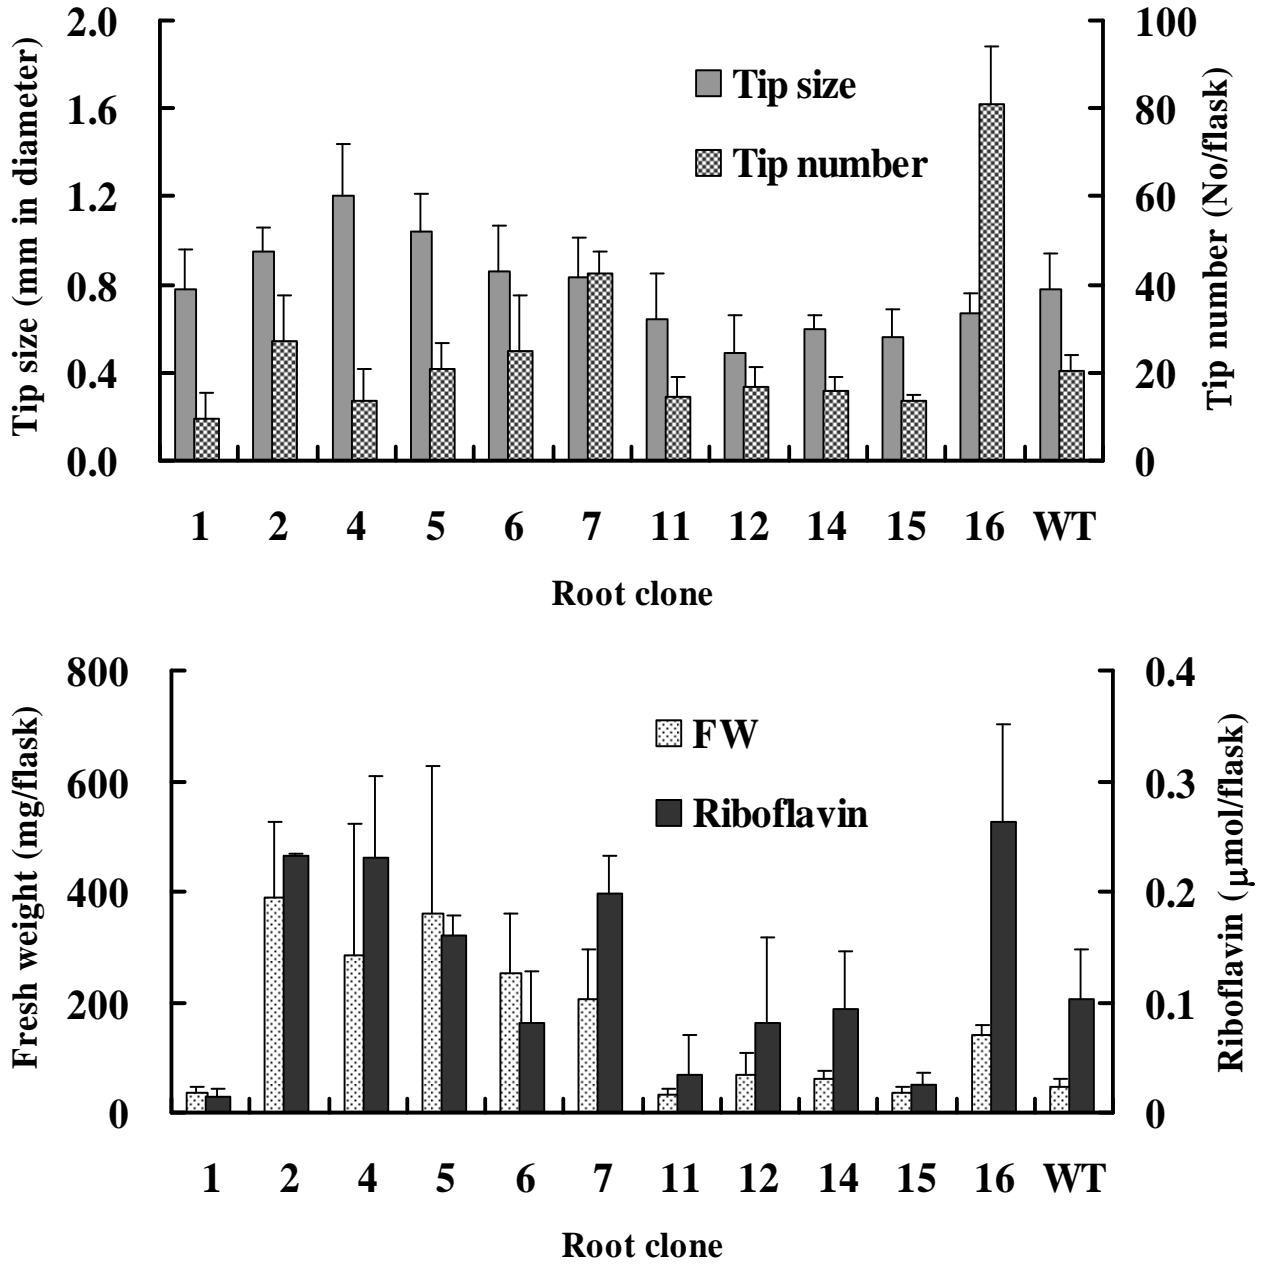 Tip size (mm in diameter)
2.0
1.6
1.2
0.8
0.4
0.0
Tip size
Tip number
100
80
60
40
20
0
Tip number (No/flask)
1 2 4 5 6 7 11 12 14 15 16 WT
Root clone
Fresh weight (mg/flask)
800
600
400
200
0
FW
Riboflavin
0.4
0.3
0.2
0.1
0
Riboflavin (μmol/flask)
1 2 4 5 6 7 11 12 14 15 16 WT
Root clone